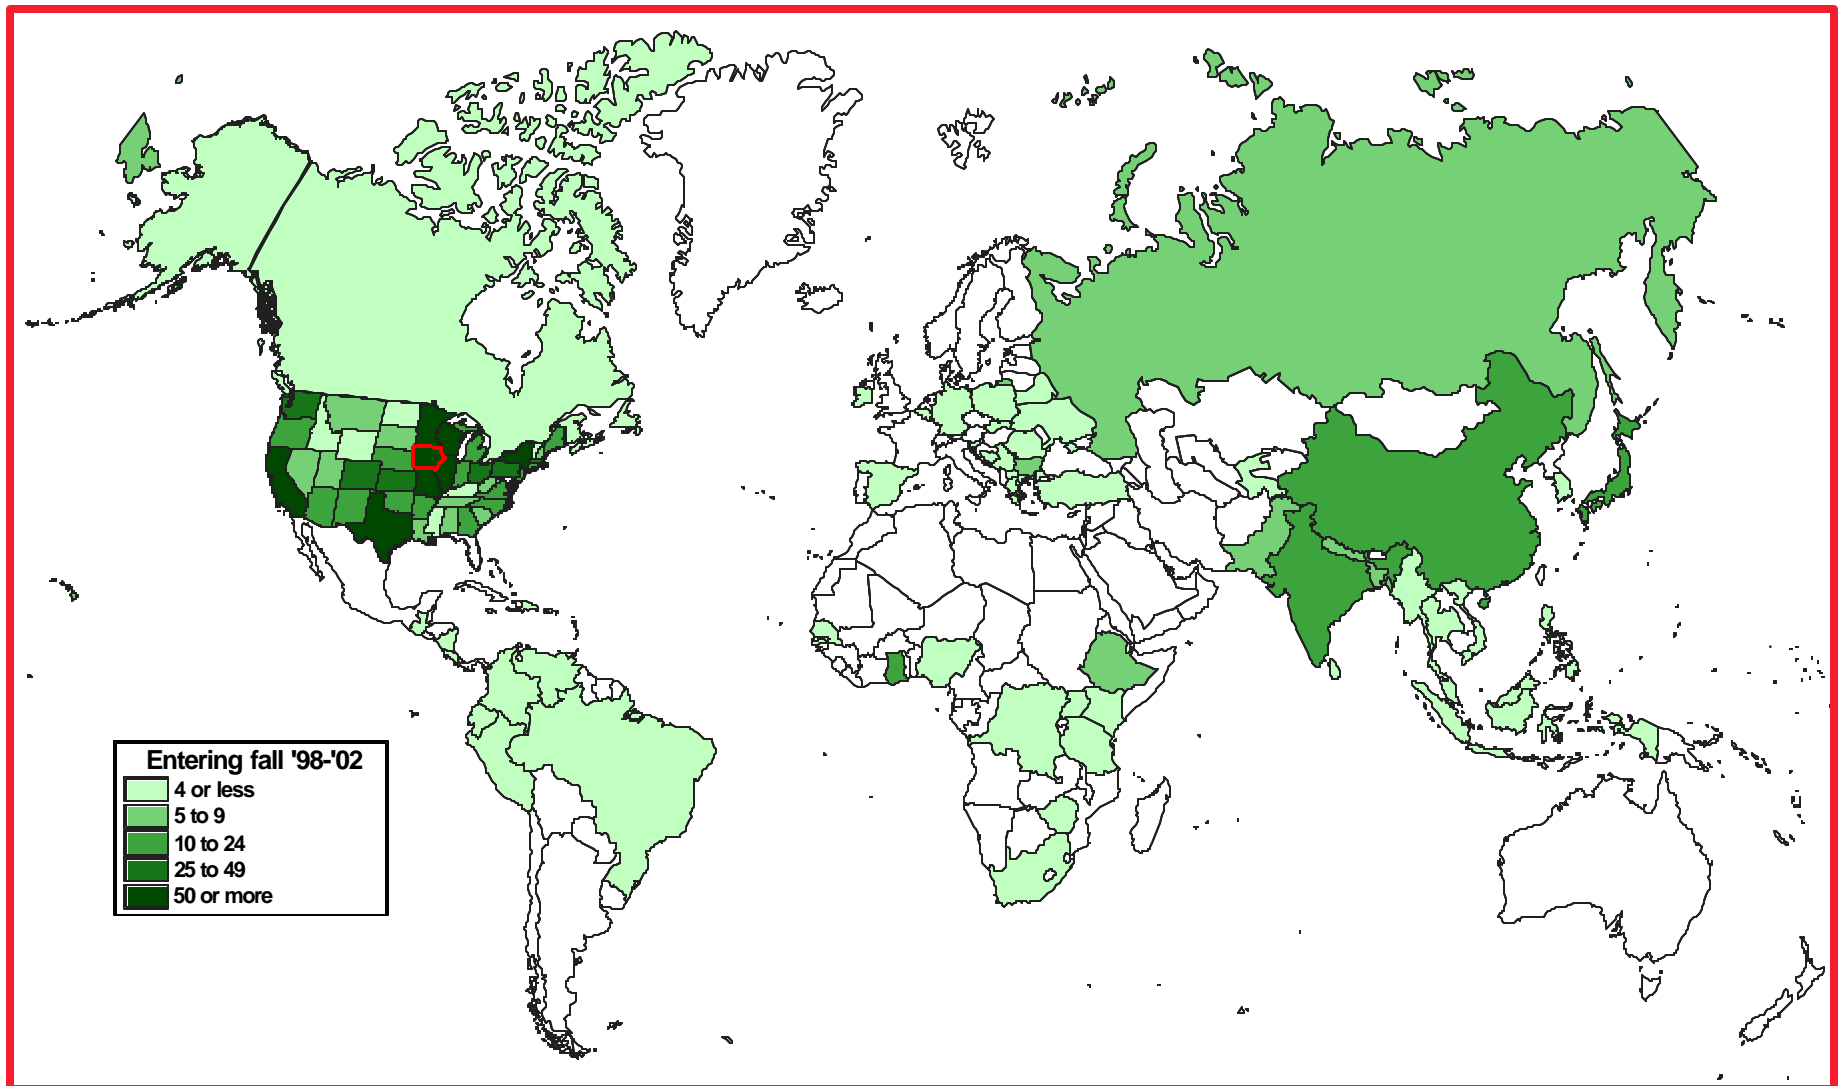 Entering fall '98-'02
4 or less
5 to 9
10 to 24
25 to 49
50 or more